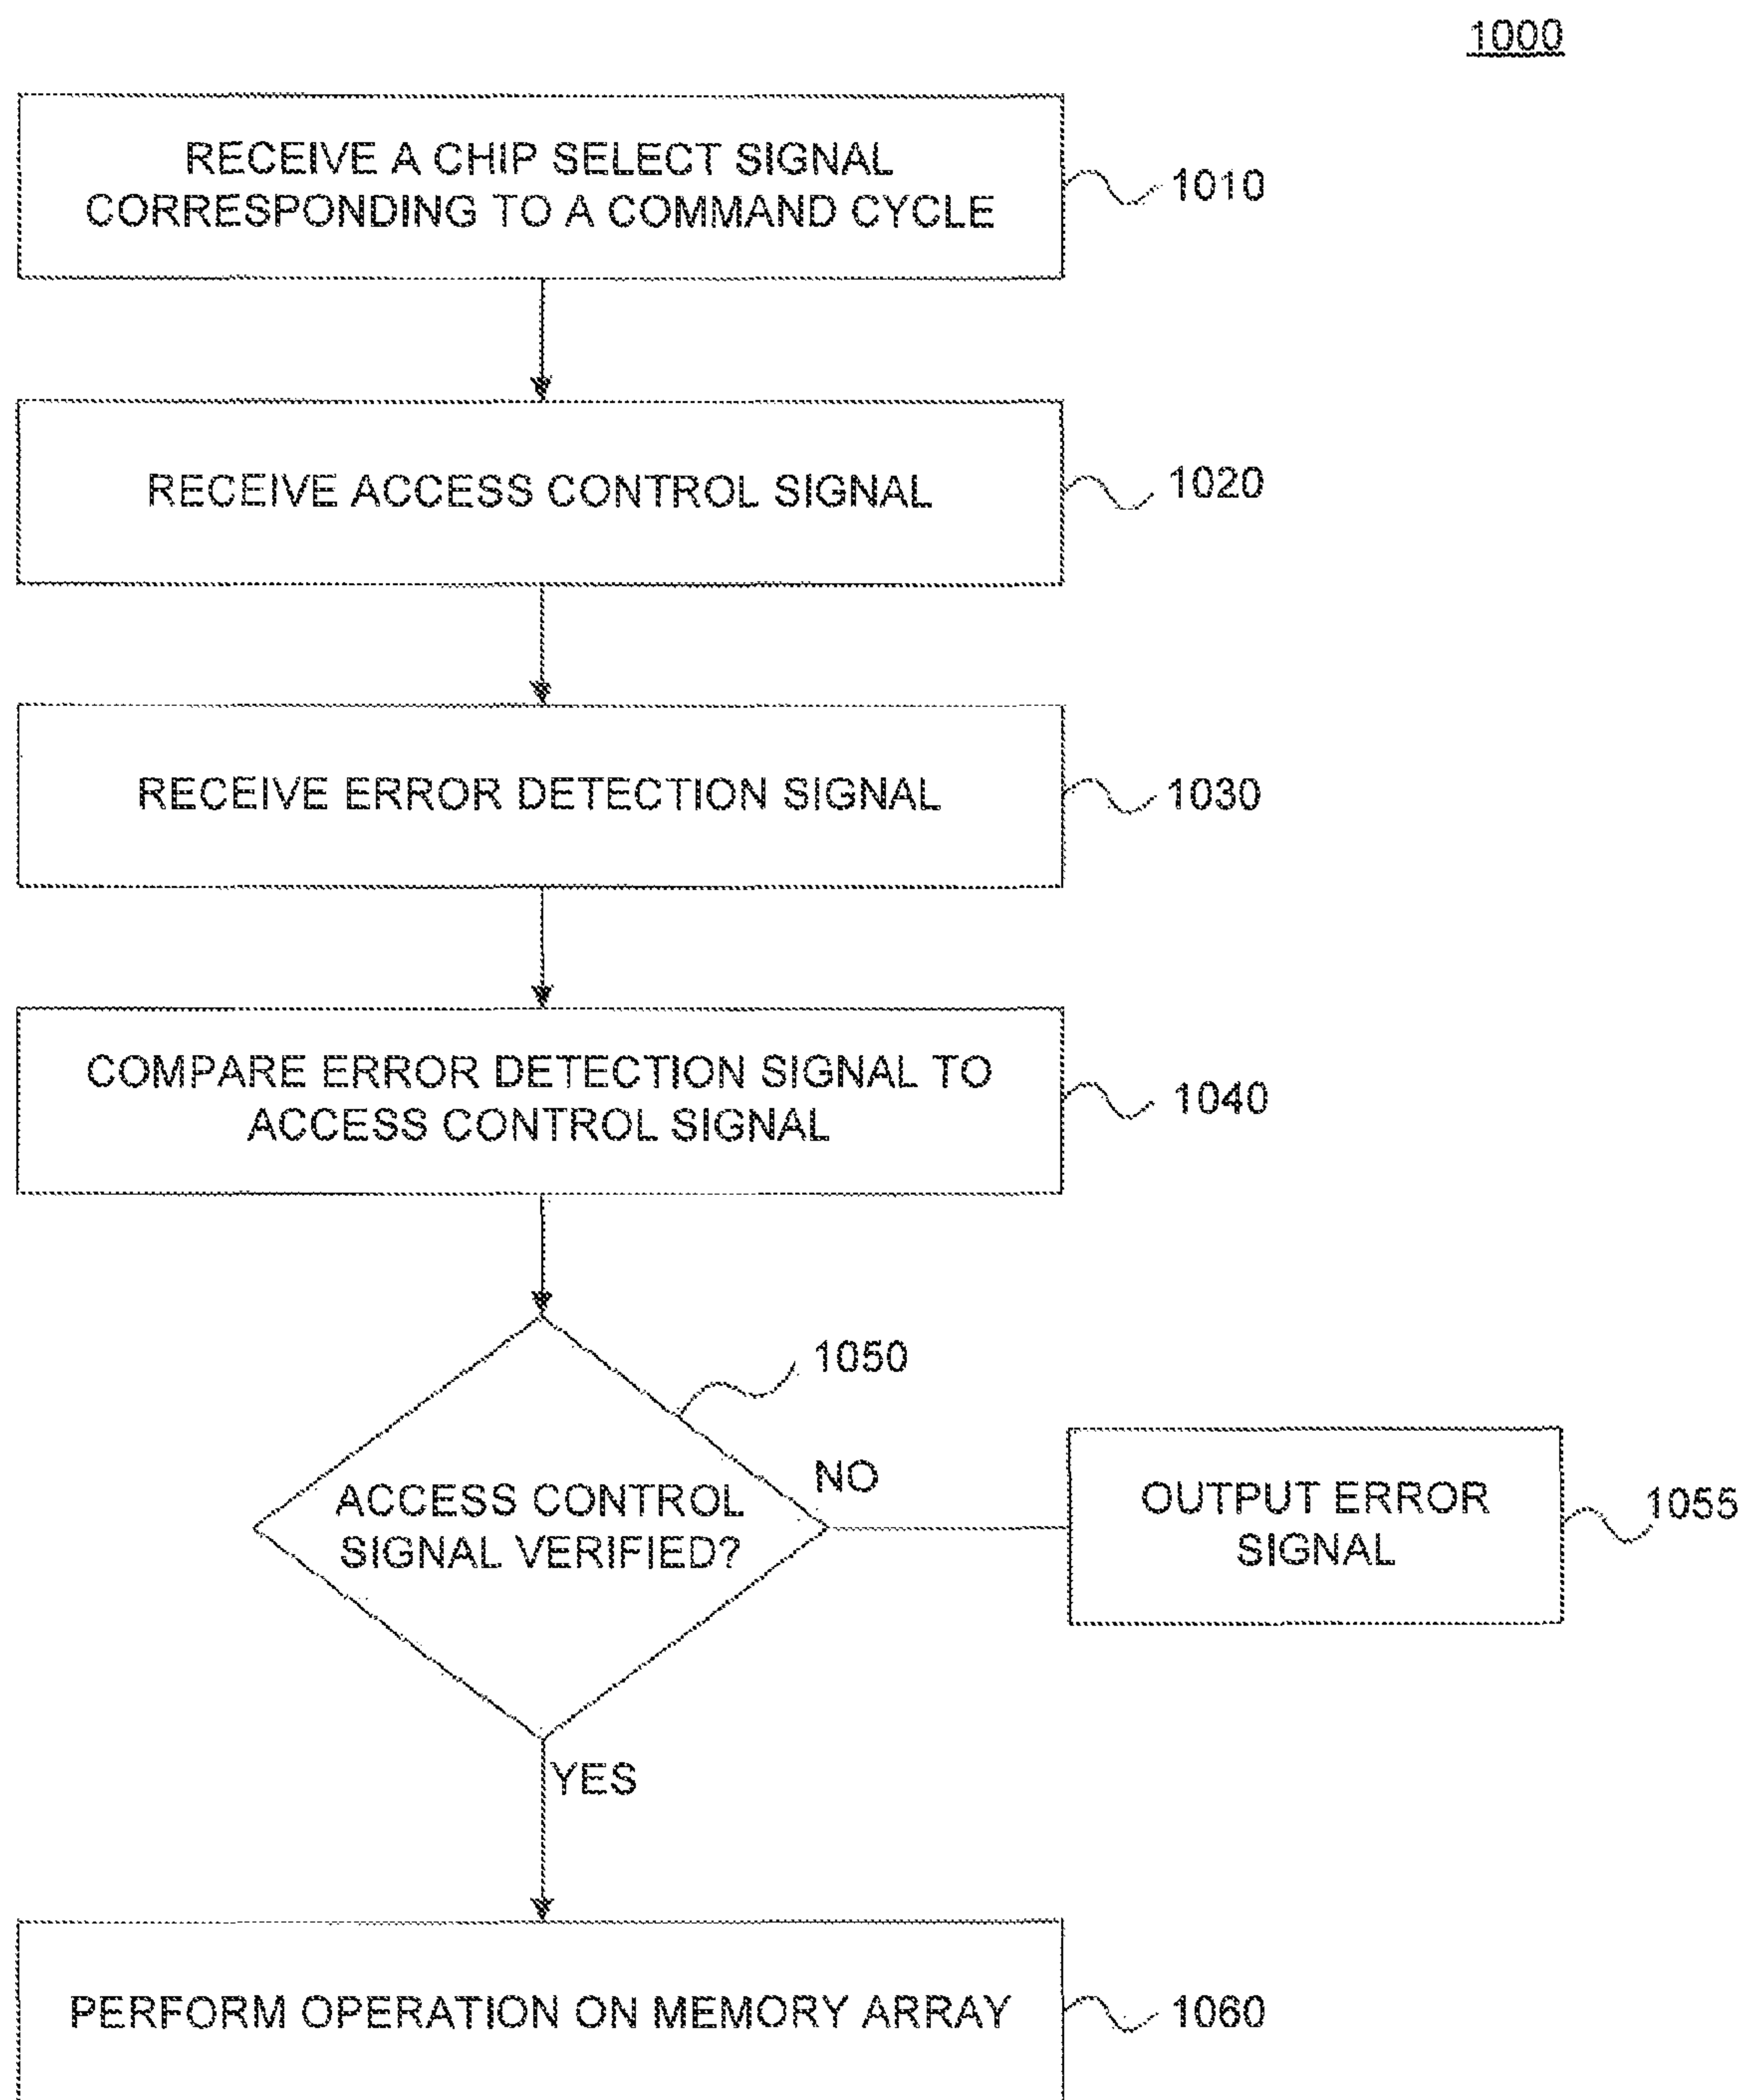 1000
RECEIVE A CHIP SELECT SIGNAL
CORRESPONDING TO A COMMAND CYCLE
1010
RECEIVE ACCESS CONTROL SIGNAL
1020
RECEIVE ERROR DETECTION SIGNAL
1030
COMPARE ERROR DETECTION SIGNAL TO
ACCESS CONTROL SIGNAL
1040
1050
ACCESS CONTROL
SIGNAL VERIFIED?
NO
OUTPUT ERROR
SIGNAL
1055
YES
PERFORM OPERATION ON MEMORY ARRAY
1060